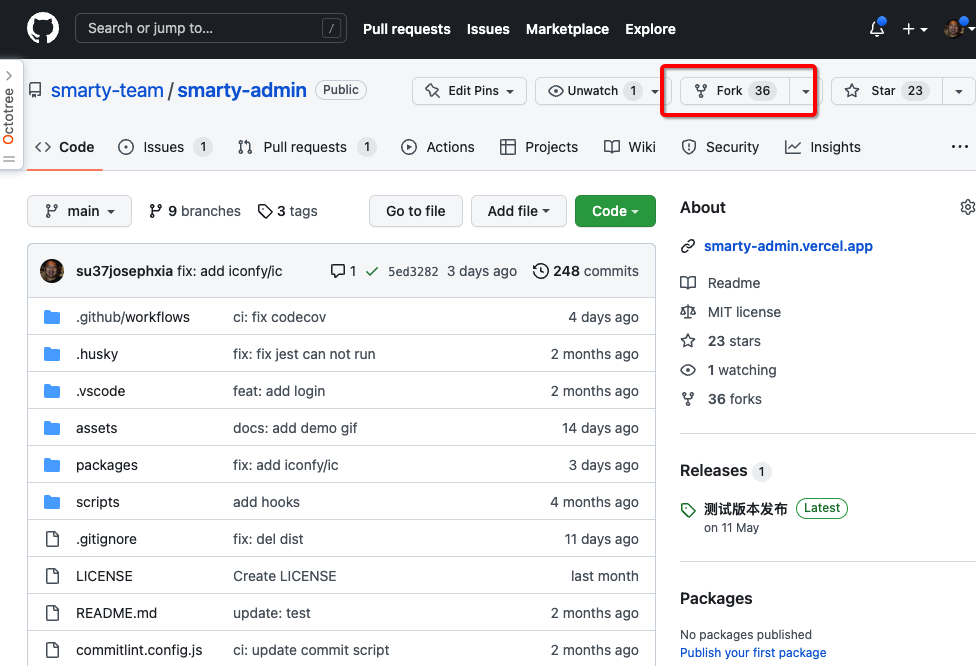 Search or jump to... /
Pull requests Issues Marketplace Explore
Octotree
smarty-team / smarty-admin Public
Edit Pins Unwatch 1 Fork 36 Star 23
Code Issues 1 Pull requests 1 Actions Projects Wiki Security Insights
main 9 branches 3 tags Go to file Add file Code
su37josephxia fix: add iconfy/ic 1 5ed3282 3 days ago 248 commits
.github/workflows ci: fix codecov 4 days ago
.husky fix: fix jest can not run 2 months ago
.vscode feat: add login 2 months ago
assets docs: add demo gif 14 days ago
packages fix: add iconfy/ic 3 days ago
scripts add hooks 4 months ago
.gitignore fix: del dist 11 days ago
LICENSE Create LICENSE last month
README.md update: test 2 months ago
commitlint.config.js ci: update commit script 2 months ago
About
smarty-admin.vercel.app
Readme
MIT license
23 stars
1 watching
36 forks
Releases 1
测试版本发布 Latest
on 11 May
Packages
No packages published
Publish your first package